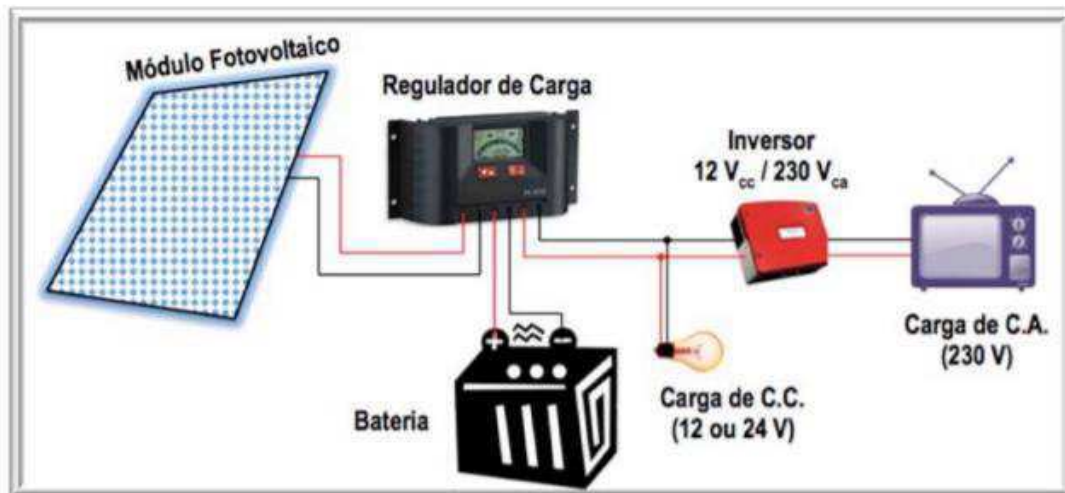 Módulo Fotovoltaico
Regulador de Carga
Inversor
12 Vcc / 230 Vca
Carga de C.A.
(230 V)
Carga de C.C.
(12 ou 24 V)
Bateria